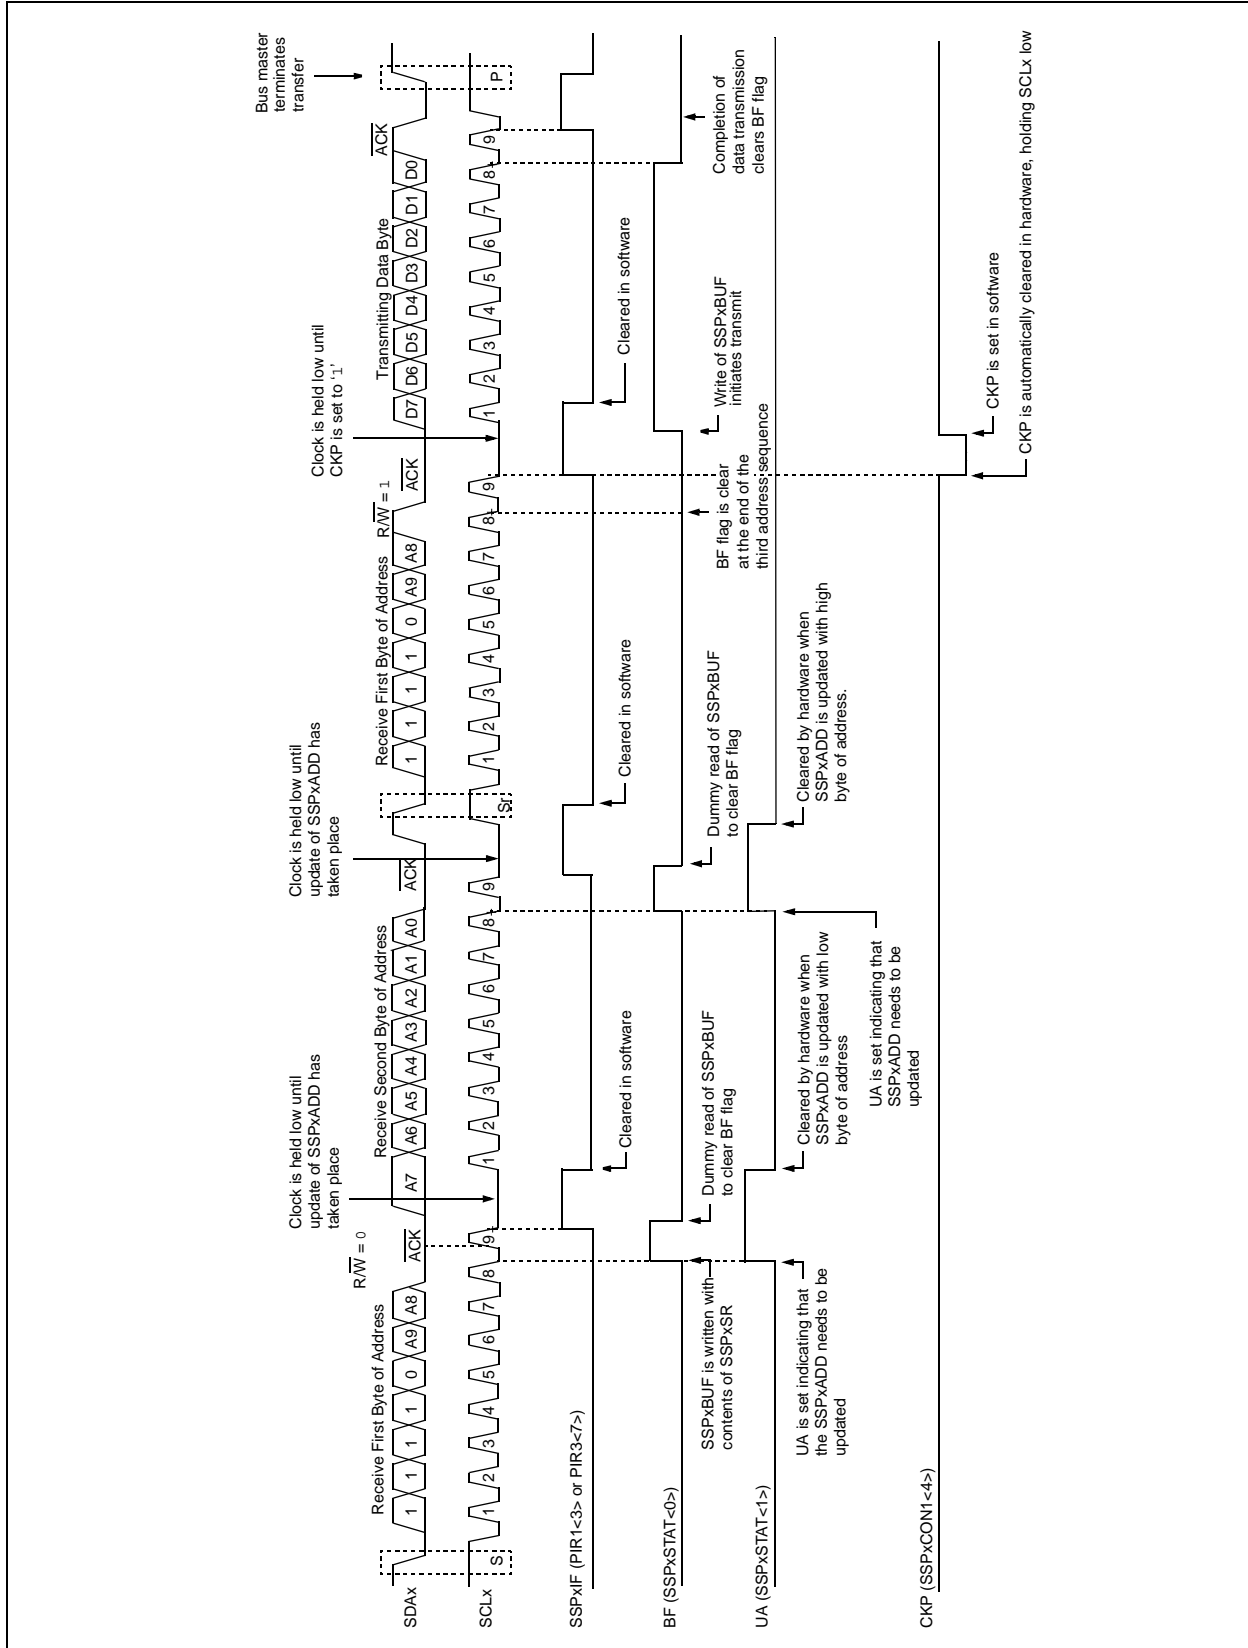 Bus master
terminates
transfer
Clock is held low until
CKP is set to ‘1’
Clock is held low until
update of SSPxADD has
taken place
Clock is held low until
update of SSPxADD has
taken place
R/W = 0
R/W = 1
Receive First Byte of Address
ACK
Receive Second Byte of Address
ACK
Receive First Byte of Address
ACK
Transmitting Data Byte
ACK
SDAx
1 1 1 1 0 A9 A8
A7 A6 A5 A4 A3 A2 A1 A0
1 1 1 1 0 A9 A8
D7 D6 D5 D4 D3 D2 D1 D0
SCLx
S
1 2 3 4 5 6 7 8 9
1 2 3 4 5 6 7 8 9
Sr
1 2 3 4 5 6 7 8 9
1 2 3 4 5 6 7 8 9
P
SSPxIF (PIR1<3> or PIR3<7>)
Cleared in software
Cleared in software
Cleared in software
BF (SSPxSTAT<0>)
SSPxBUF is written with
contents of SSPxSR
Dummy read of SSPxBUF
to clear BF flag
Dummy read of SSPxBUF
to clear BF flag
BF flag is clear
at the end of the
third address sequence
Write of SSPxBUF
initiates transmit
Completion of
data transmission
clears BF flag
UA (SSPxSTAT<1>)
UA is set indicating that
the SSPxADD needs to be
updated
Cleared by hardware when
SSPxADD is updated with low
byte of address
UA is set indicating that
SSPxADD needs to be
updated
Cleared by hardware when
SSPxADD is updated with high
byte of address.
CKP (SSPxCON1<4>)
CKP is set in software
CKP is automatically cleared in hardware, holding SCLx low